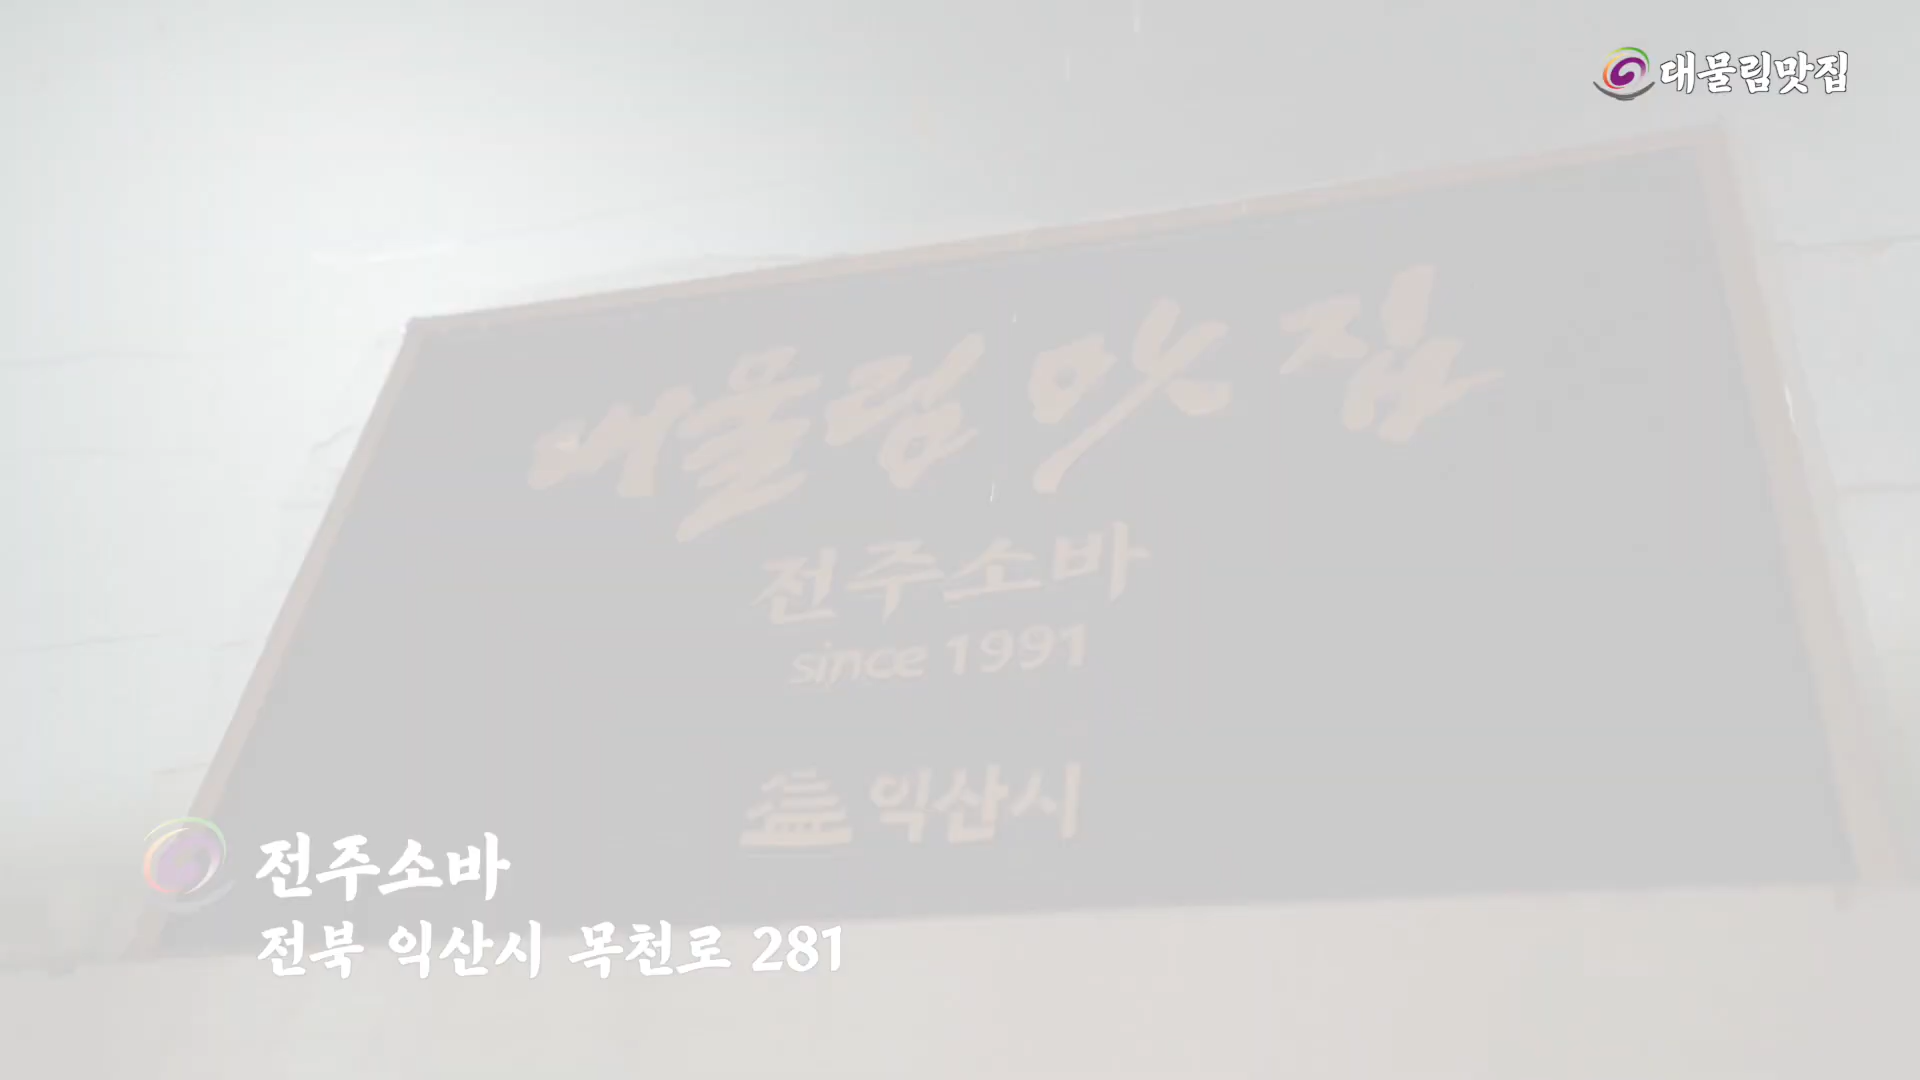 대물림맛집
대물림 맛집
전주소바
since 1991
익산시
전주소바
전북 익산시 목천로 281